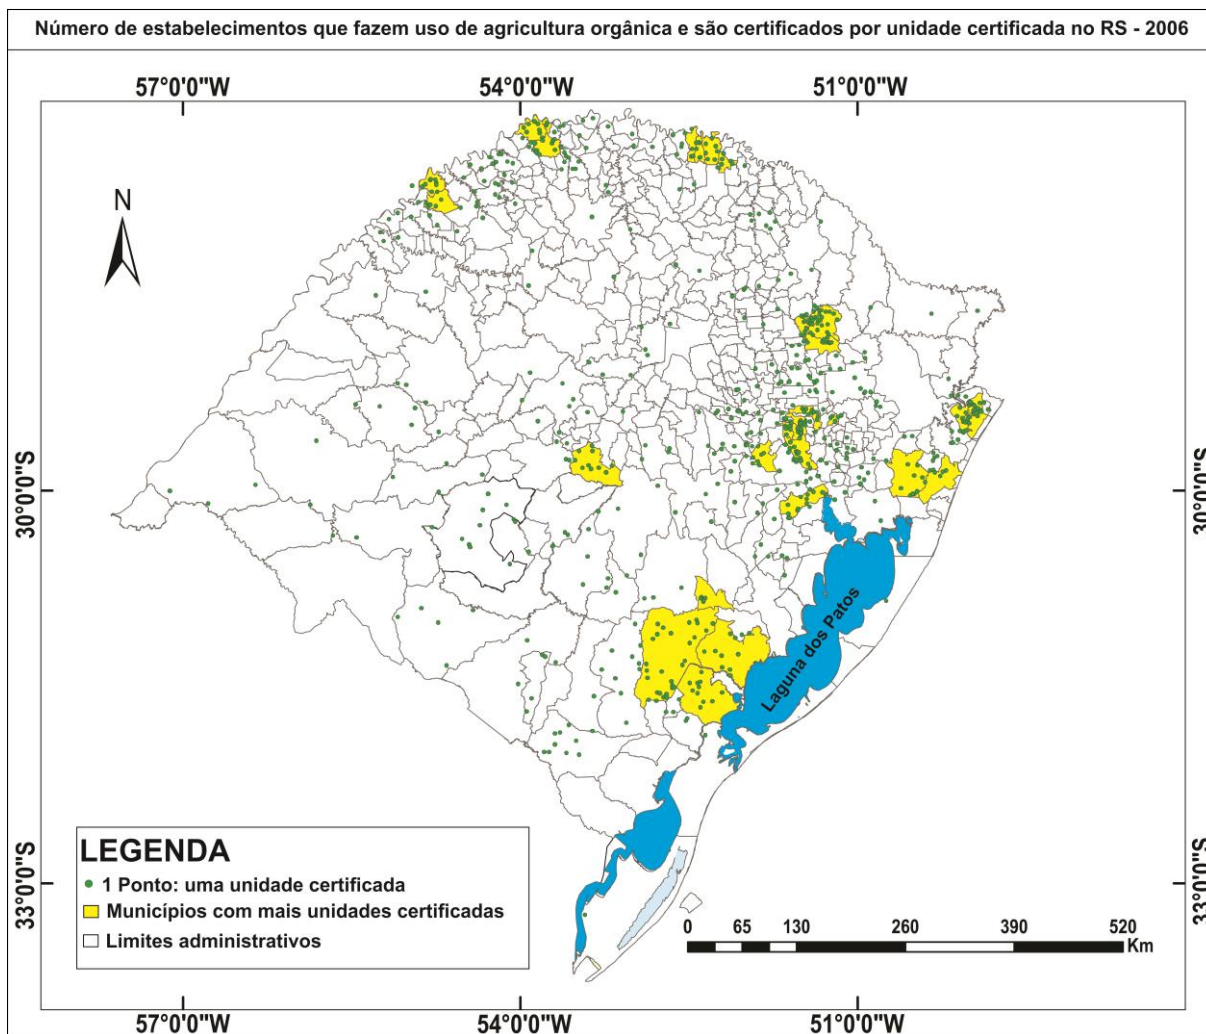 Número de estabelecimentos que fazem uso de agricultura orgânica e são certificados por unidade certificada no RS - 2006
57°0'0"W
54°0'0"W
51°0'0"W
N
30°0'0"S
30°0'0"S
Laguna dos Patos
LEGENDA
1 Ponto: uma unidade certificada
Municípios com mais unidades certificadas
Limites administrativos
33°0'0"S
33°0'0"S
0 65 130 260 390 520
Km
57°0'0"W
54°0'0"W
51°0'0"W